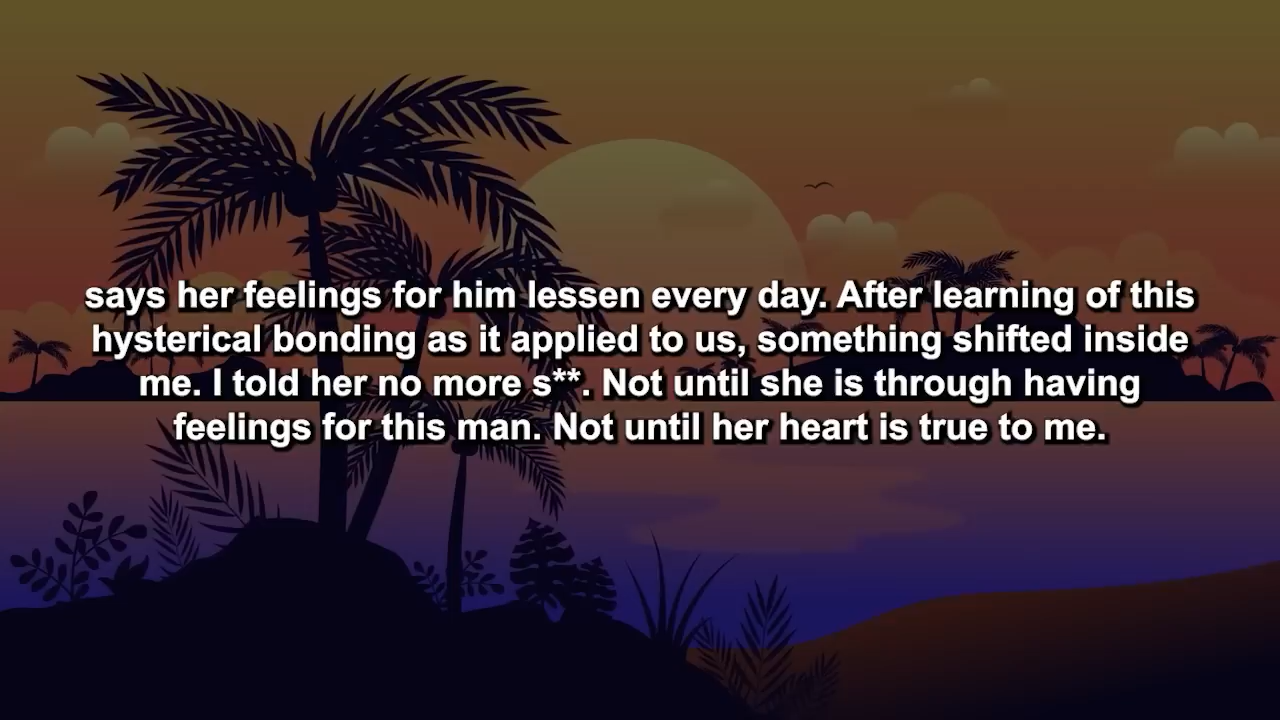 says her feelings for him lessen every day. After learning of this
hysterical bonding as it applied to us, something shifted inside
me. I told her no more s**. Not until she is through having
feelings for this man. Not until her heart is true to me.